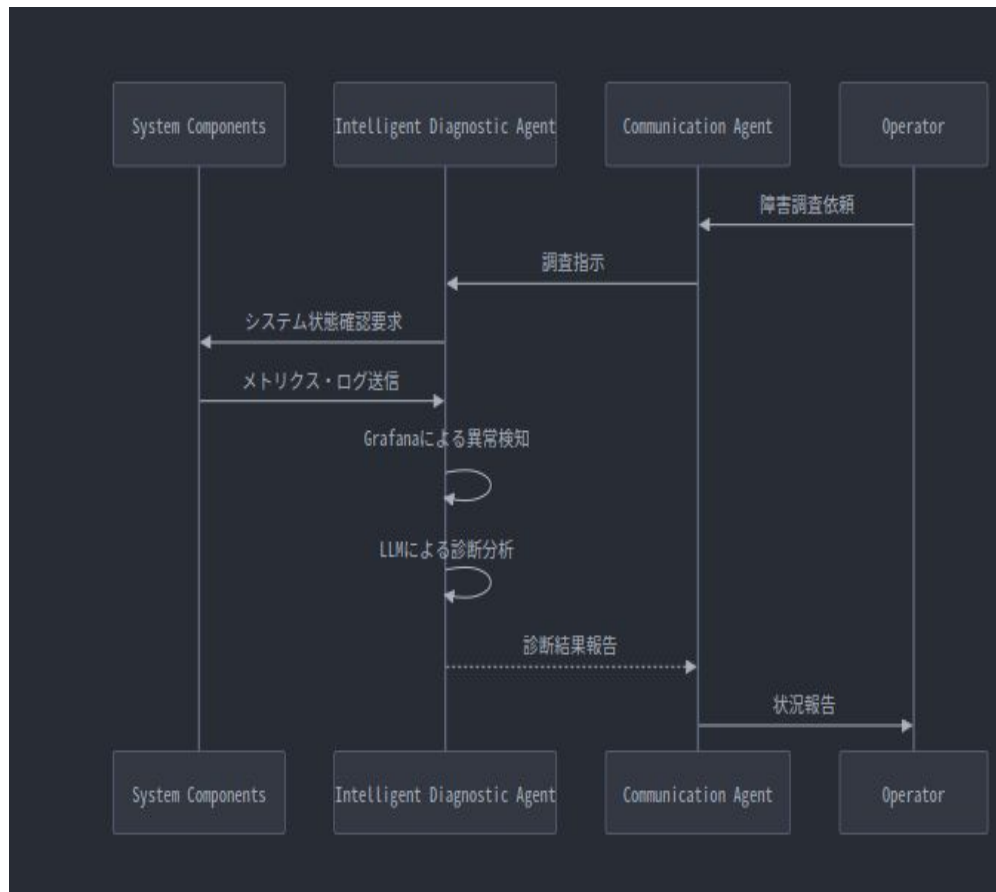 System Components
Intelligent Diagnostic Agent
Communication Agent
Operator
障害調査依頼
調査指示
システム状態確認要求
メトリクス・ログ送信
Grafanaによる異常検知
LLMによる診断分析
診断結果報告
状況報告
System Components
Intelligent Diagnostic Agent
Communication Agent
Operator